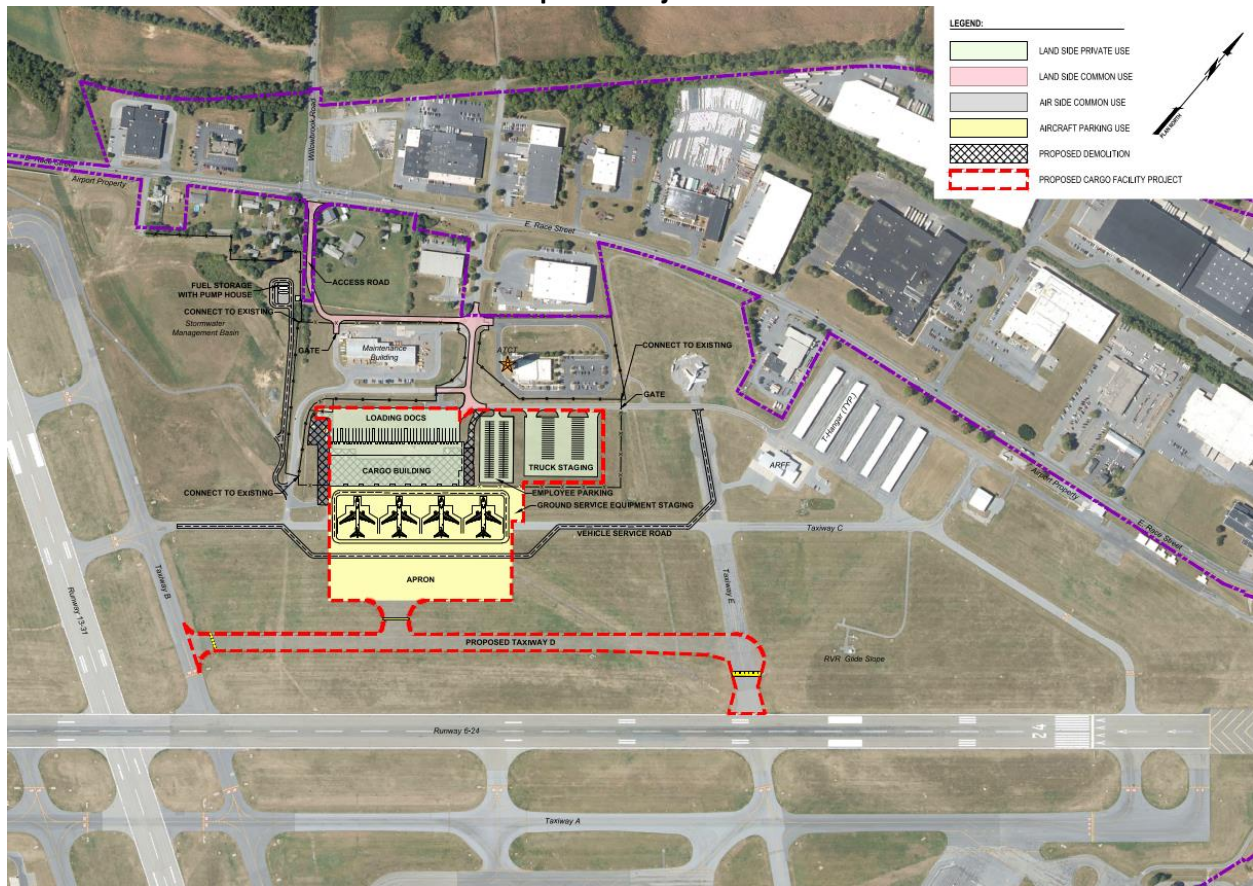 LEGEND:
LAND SIDE PRIVATE USE
LAND SIDE COMMON USE
AIR SIDE COMMON USE
AIRCRAFT PARKING USE
PROPOSED DEMOLITION
PROPOSED CARGO FACILITY PROJECT
PLAN NORTH
Willowbrook Road
E. Race Street
Airport Property
E. Race Street
ACCESS ROAD
FUEL STORAGE
WITH PUMP HOUSE
CONNECT TO EXISTING
Stormwater
Management Basin
GATE
Maintenance
Building
ATCT
CONNECT TO EXISTING
GATE
LOADING DOCS
CARGO BUILDING
TRUCK STAGING
EMPLOYEE PARKING
GROUND SERVICE EQUIPMENT STAGING
CONNECT TO EXISTING
T-Hangar (TYP.)
ARFF
Airport Property
E. Race Street
VEHICLE SERVICE ROAD
Taxiway C
APRON
Taxiway B
Runway 13-31
Taxiway E
PROPOSED TAXIWAY D
RVR Glide Slope
Runway 6-24
24
Taxiway A